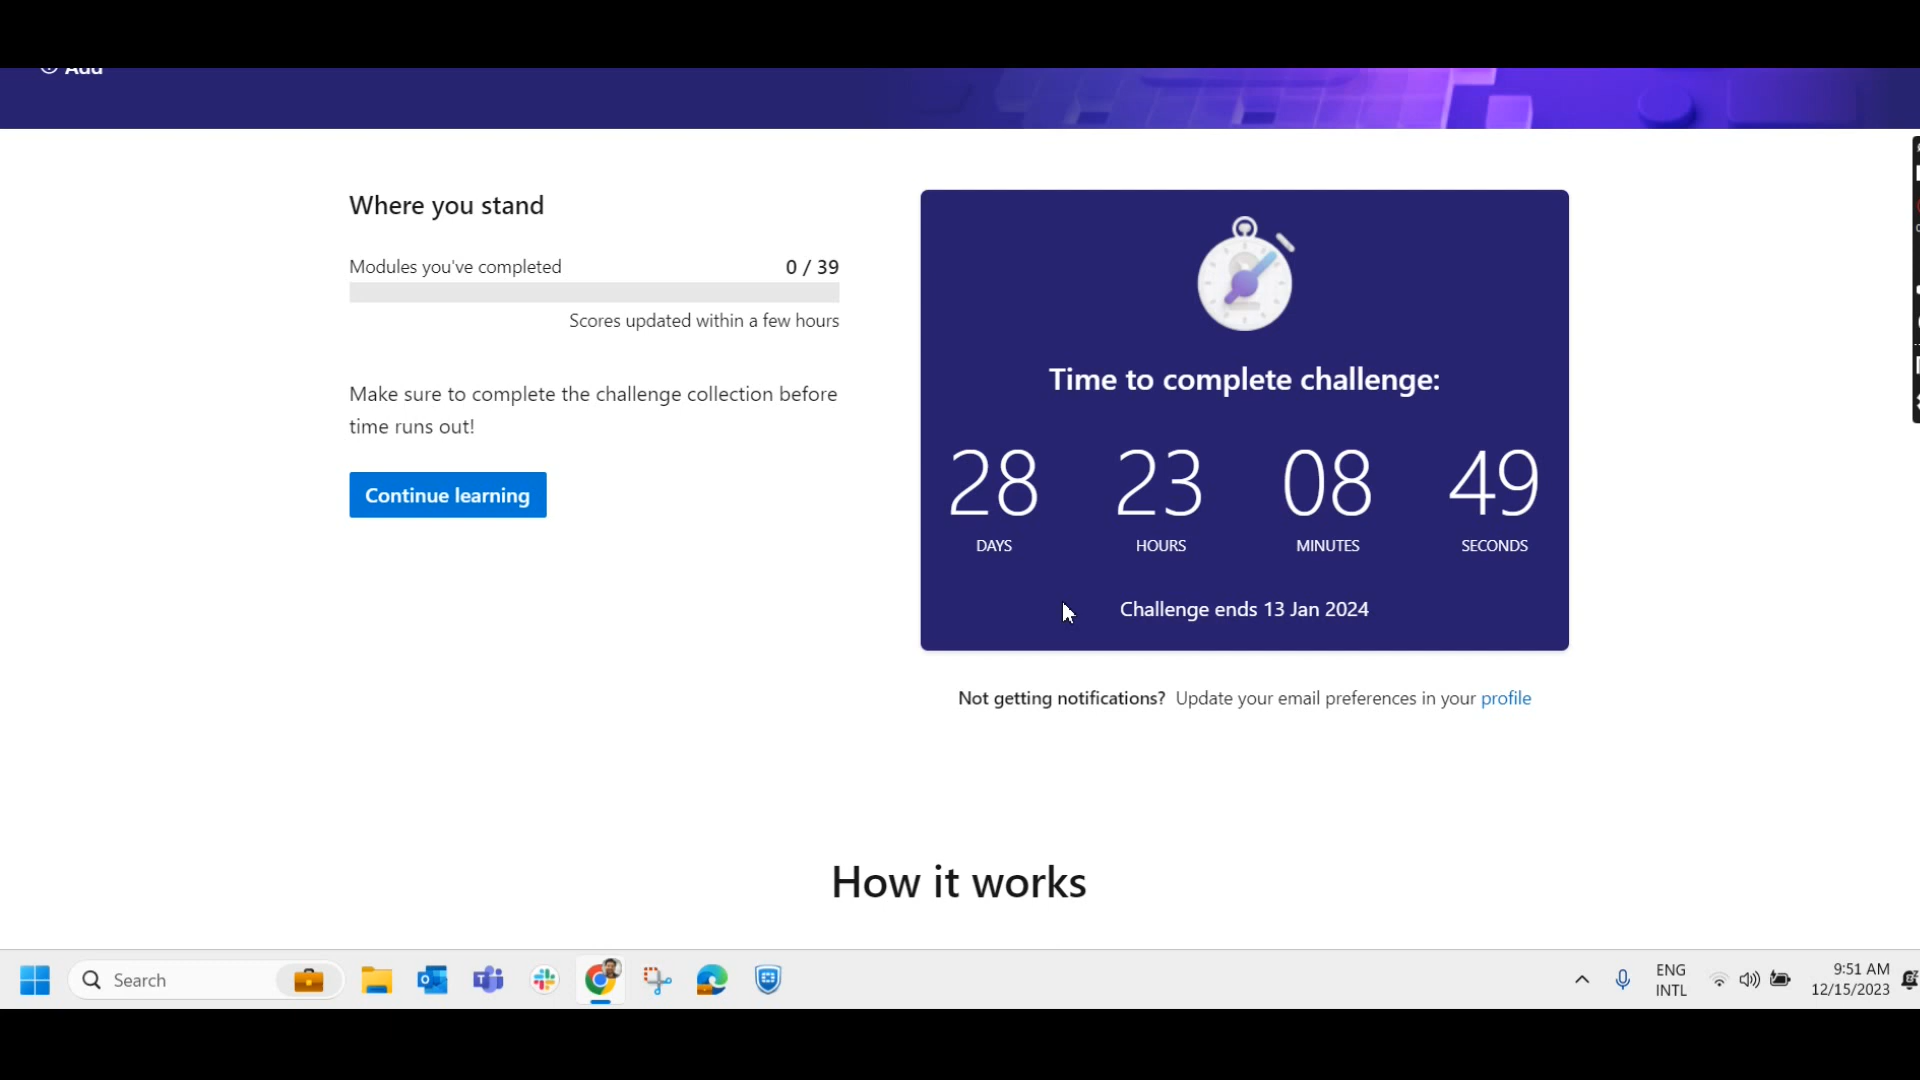 Add
Where you stand
Modules you've completed 0 / 39
Scores updated within a few hours
Make sure to complete the challenge collection before
time runs out!
Continue learning
Time to complete challenge:
28 23 08 49
DAYS HOURS MINUTES SECONDS
Challenge ends 13 Jan 2024
Not getting notifications? Update your email preferences in your profile
How it works
Search
ENG
INTL
9:51 AM
12/15/2023